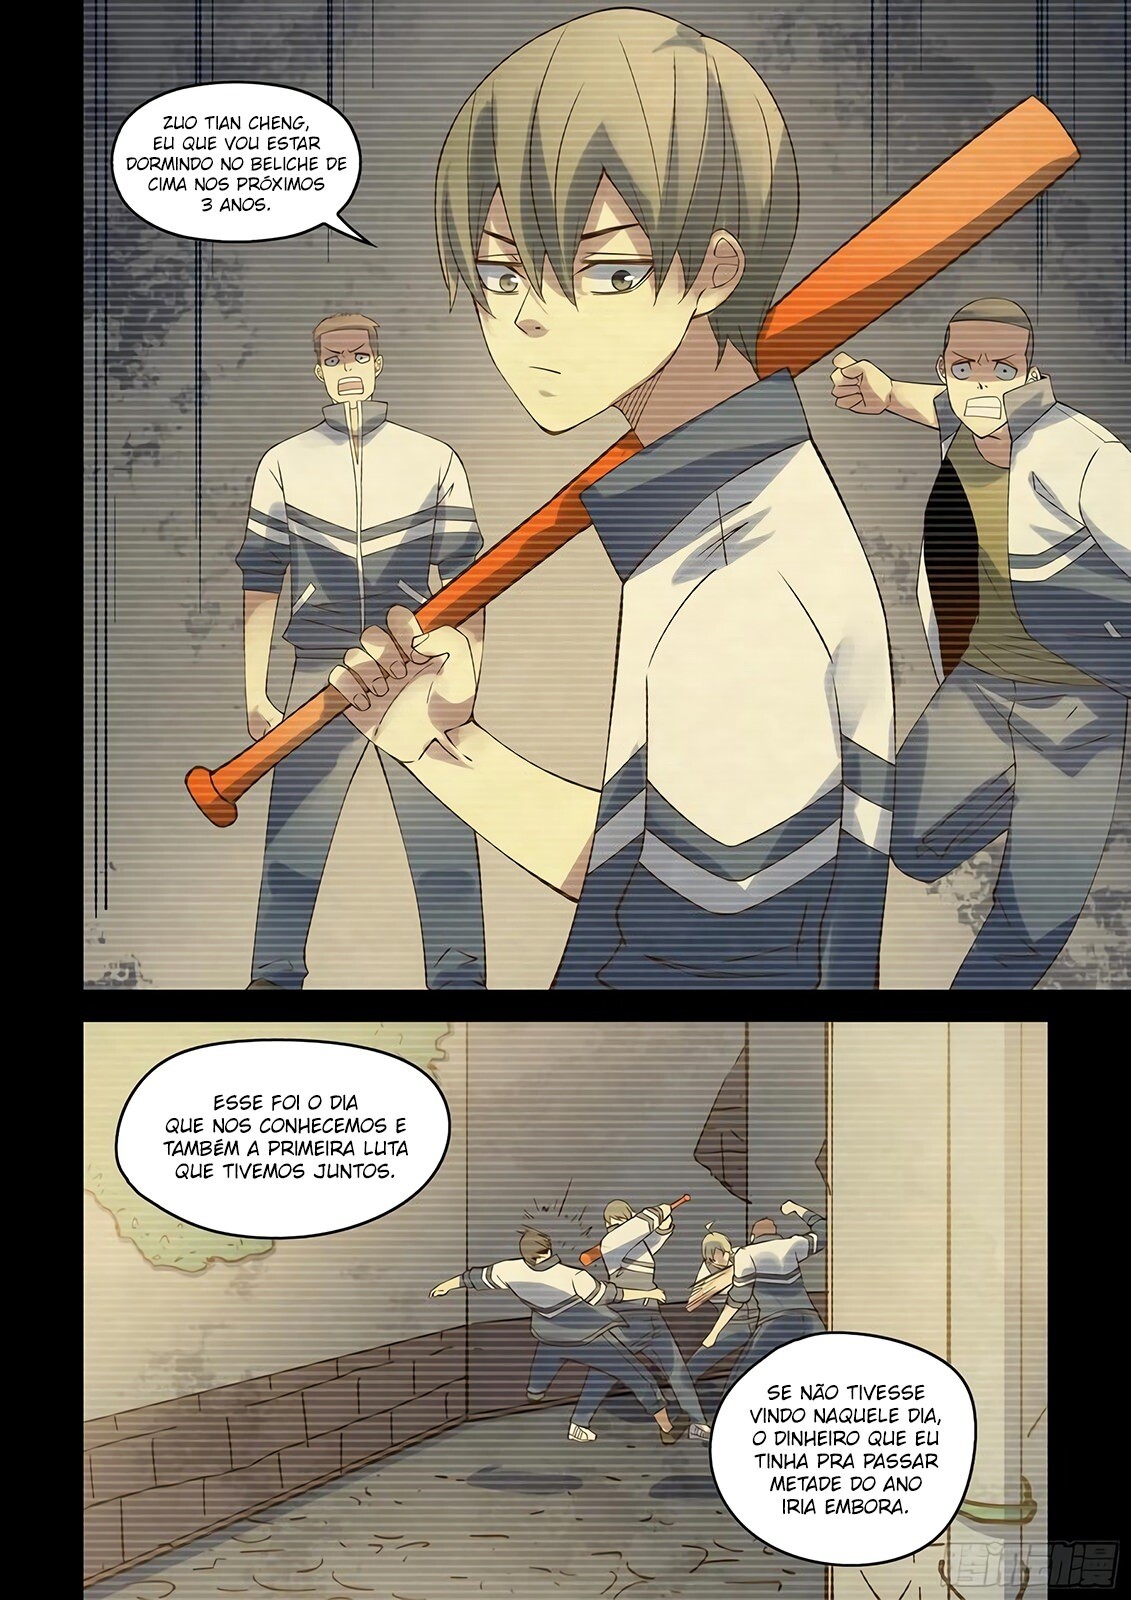 ZUO TIAN CHENG,
EU QUE VOU ESTAR
DORMINDO NO BELICHE DE
CIMA NOS PRÓXIMOS
3 ANOS.
ESSE FOI O DIA
QUE NOS CONHECEMOS E
TAMBÉM A PRIMEIRA LUTA
QUE TIVEMOS JUNTOS.
SE NÃO TIVESSE
VINDO NAQUELE DIA,
O DINHEIRO QUE EU
TINHA PRA PASSAR
METADE DO ANO
IRIA EMBORA.